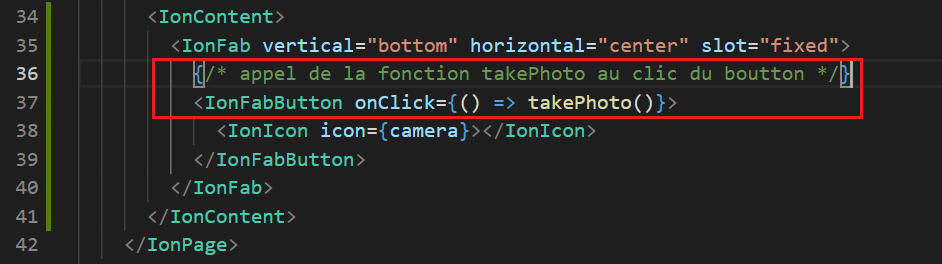 34 <IonContent>
35 <IonFab vertical="bottom" horizontal="center" slot="fixed">
36 {/* appel de la fonction takePhoto au clic du boutton */}
37 <IonFabButton onClick={() => takePhoto()}>
38 <IonIcon icon={camera}></IonIcon>
39 </IonFabButton>
40 </IonFab>
41 </IonContent>
42 </IonPage>